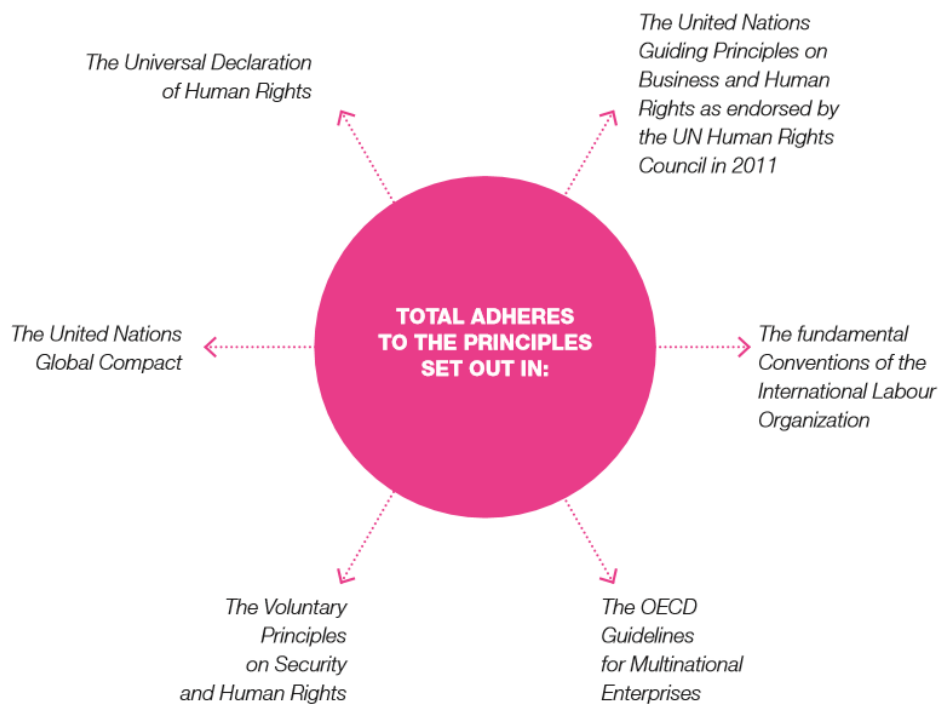 The Universal Declaration
of Human Rights
The United Nations
Guiding Principles on
Business and Human
Rights as endorsed by
the UN Human Rights
Council in 2011
TOTAL ADHERES
TO THE PRINCIPLES
SET OUT IN:
The United Nations
Global Compact
The fundamental
Conventions of the
International Labour
Organization
The Voluntary
Principles
on Security
and Human Rights
The OECD
Guidelines
for Multinational
Enterprises